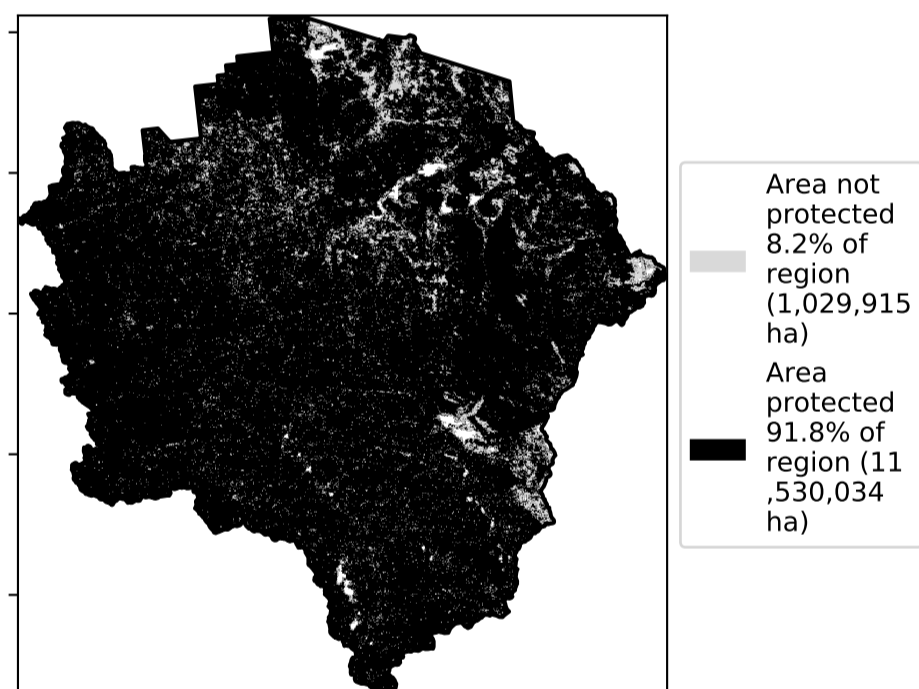 Area not
protected
8.2% of
region
(1,029,915
ha)
Area
protected
91.8% of
region (11
,530,034
ha)